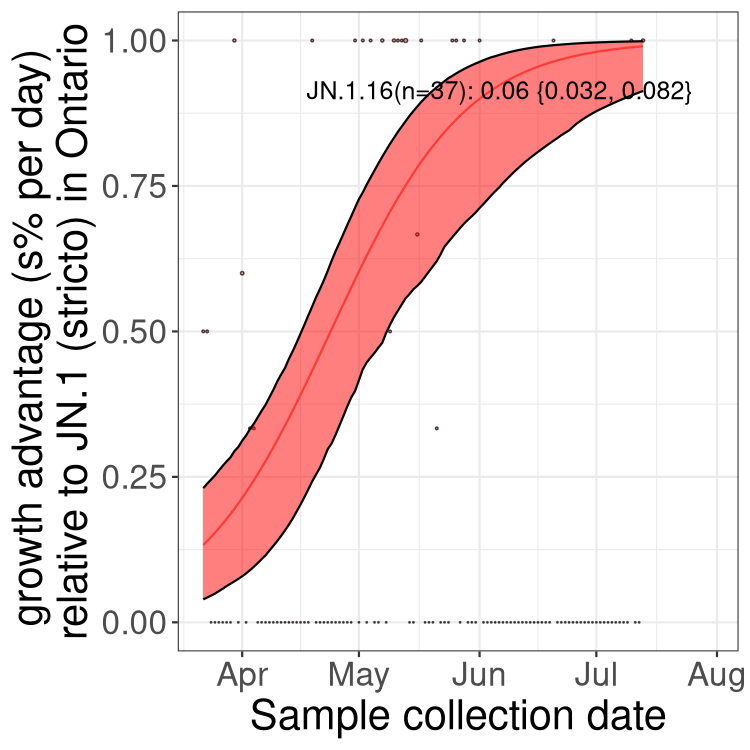 growth advantage (s% per day)
relative to JN.1 (stricto) in Ontario
1.00
0.75
0.50
0.25
0.00
JN.1.16(n=37): 0.06 {0.032, 0.082}
Apr May Jun Jul Aug
Sample collection date